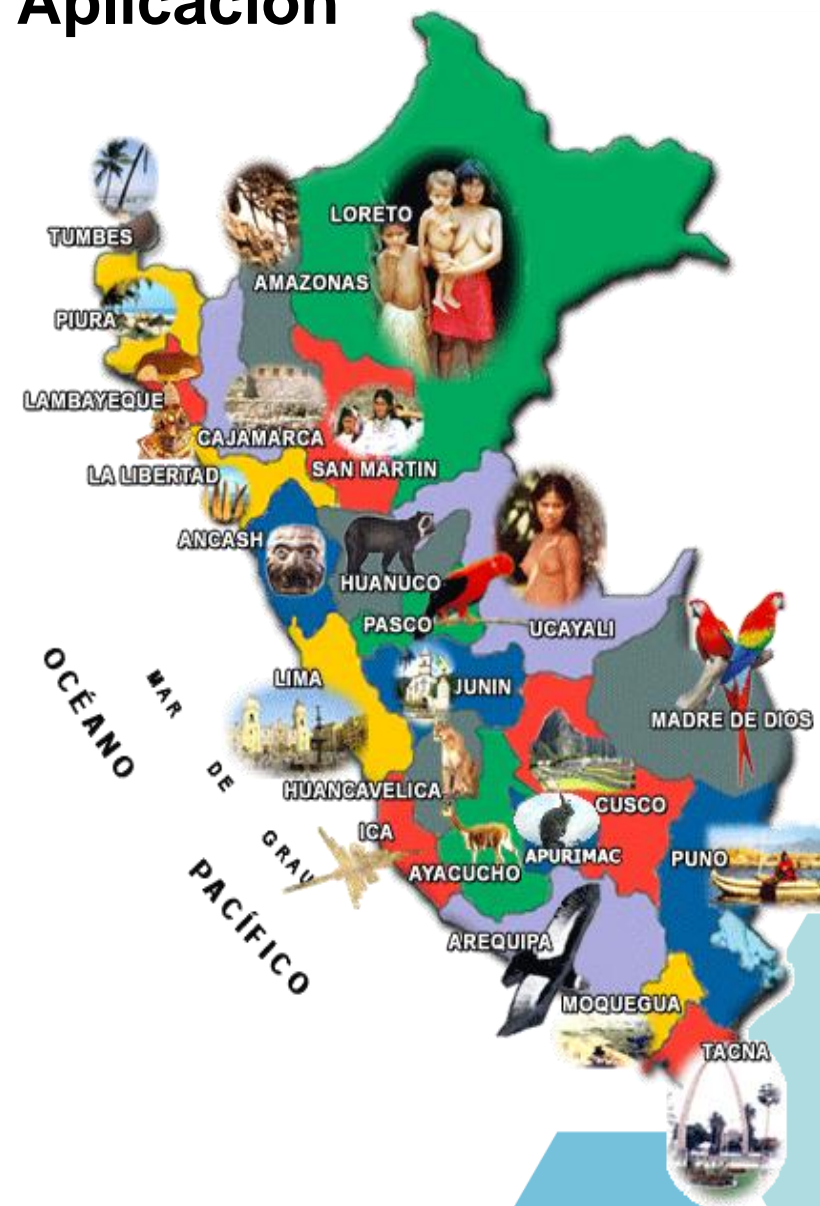 Aplicación
LORETO
TUMBES
AMAZONAS
PIURA
LAMBAYEQUE
CAJAMARCA
SAN MARTIN
LA LIBERTAD
ANCASH
HUANUCO
PASCO
UCAYALI
LIMA
JUNIN
MADRE DE DIOS
HUANCAVELICA
CUSCO
ICA
APURIMAC
PUNO
AYACUCHO
AREQUIPA
MOQUEGUA
TACNA
OCÉANO
PACÍFICO
MAR DE GRAU